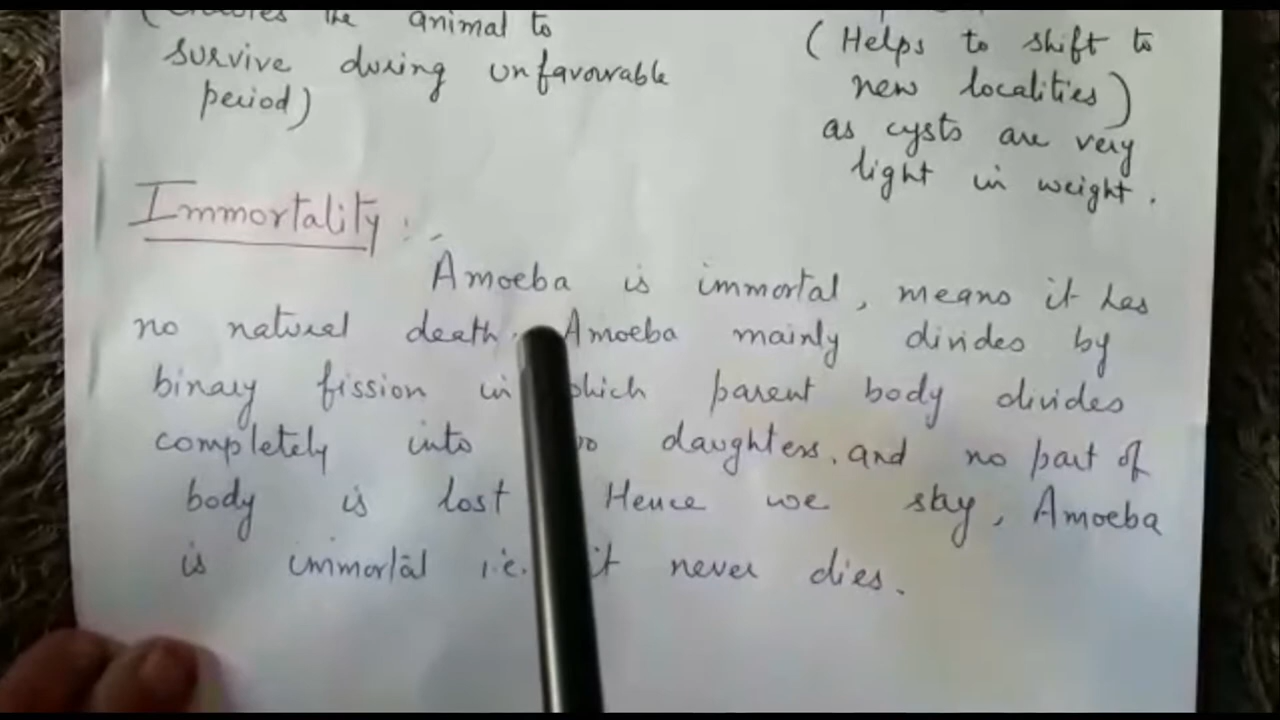 the animal to
survive during unfavourable
period)
(Helps to shift to
new localities)
as cysts are very
light in weight.
Immortality :-
Amoeba is immortal, means it has
no natural death. Amoeba mainly divides by
binary fission in which parent body divides
completely into daughters. and no part of
body is lost Hence we say, Amoeba
is immortal i.e. it never dies.